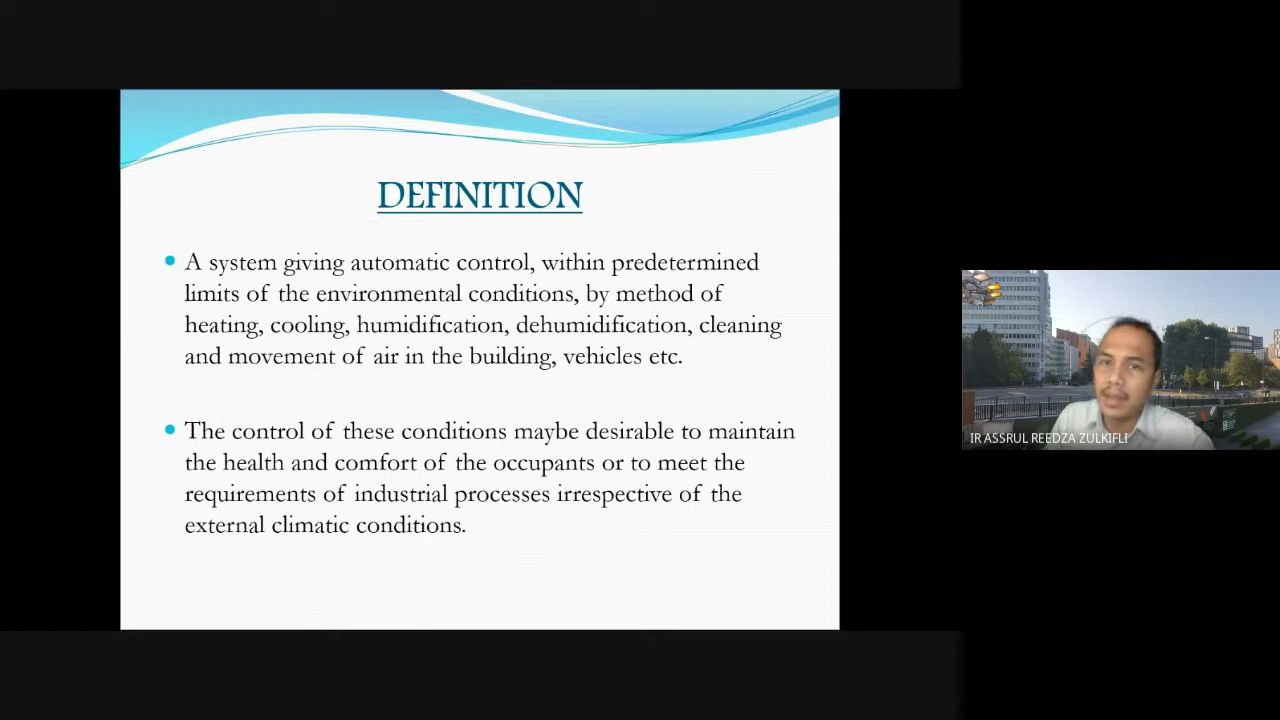 DEFINITION
A system giving automatic control, within predetermined
limits of the environmental conditions, by method of
heating, cooling, humidification, dehumidification, cleaning
and movement of air in the building, vehicles etc.
The control of these conditions maybe desirable to maintain
the health and comfort of the occupants or to meet the
requirements of industrial processes irrespective of the
external climatic conditions.
IR ASSRUL REEDZA ZULKIFLI